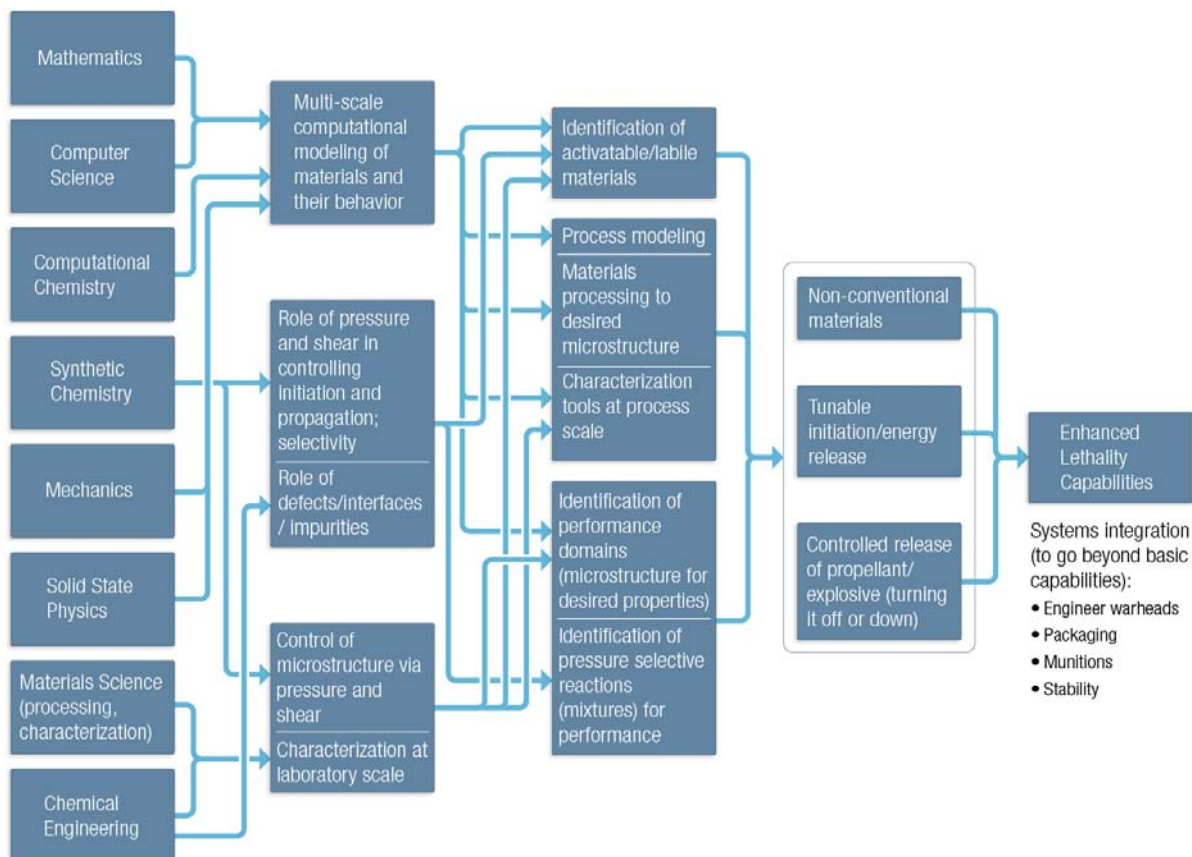 Mathematics
Computer
Science
Computational
Chemistry
Synthetic
Chemistry
Mechanics
Solid State
Physics
Materials Science
(processing,
characterization)
Chemical
Engineering
Multi-scale
computational
modeling of
materials and
their behavior
Role of pressure
and shear in
controlling
initiation and
propagation;
selectivity
Role of
defects/interfaces
/ impurities
Control of
microstructure via
pressure and
shear
Characterization at
laboratory scale
Identification of
activatable/labile
materials
Process modeling
Materials
processing to
desired
microstructure
Characterization
tools at process
scale
Identification of
performance
domains
(microstructure for
desired properties)
Identification of
pressure selective
reactions
(mixtures) for
performance
Non-conventional
materials
Tunable
initiation/energy
release
Controlled release
of propellant/
explosive (turning
it off or down)
Enhanced
Lethality
Capabilities
Systems integration
(to go beyond basic
capabilities):
• Engineer warheads
• Packaging
• Munitions
• Stability